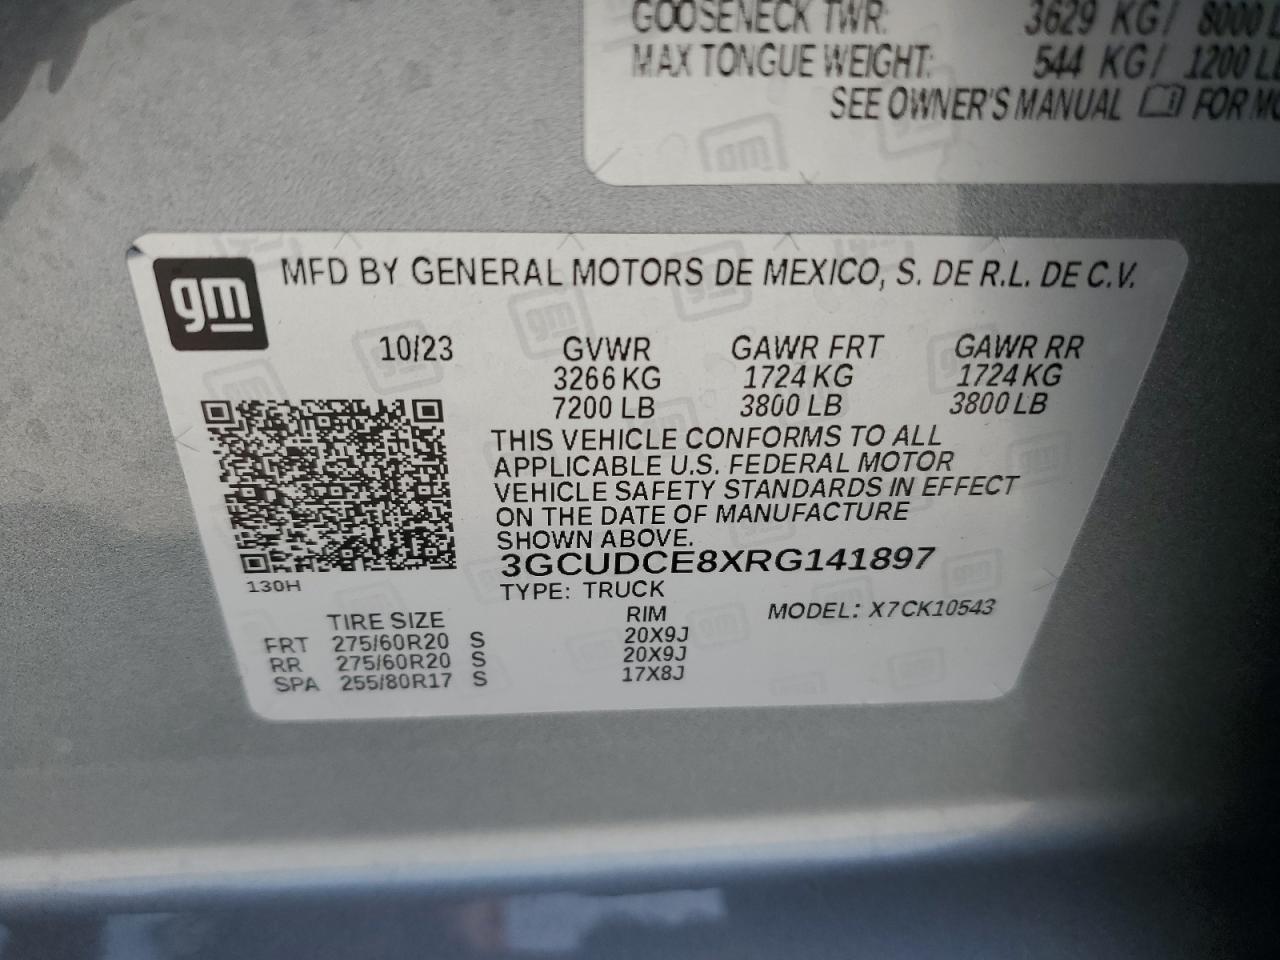 GOOSENECK TWR: 3629 KG/ 8000 L
MAX TONGUE WEIGHT: 544 KG/ 1200 LB
SEE OWNER'S MANUAL FOR MO
gm MFD BY GENERAL MOTORS DE MEXICO, S. DE R.L. DE C.V.
10/23 GVWR GAWR FRT GAWR RR
3266 KG 1724 KG 1724 KG
7200 LB 3800 LB 3800 LB
THIS VEHICLE CONFORMS TO ALL
APPLICABLE U.S. FEDERAL MOTOR
VEHICLE SAFETY STANDARDS IN EFFECT
ON THE DATE OF MANUFACTURE
SHOWN ABOVE.
3GCUDCE8XRG141897
130H
TYPE: TRUCK
TIRE SIZE RIM MODEL: X7CK10543
FRT 275/60R20 S 20X9J
RR 275/60R20 S 20X9J
SPA 255/80R17 S 17X8J